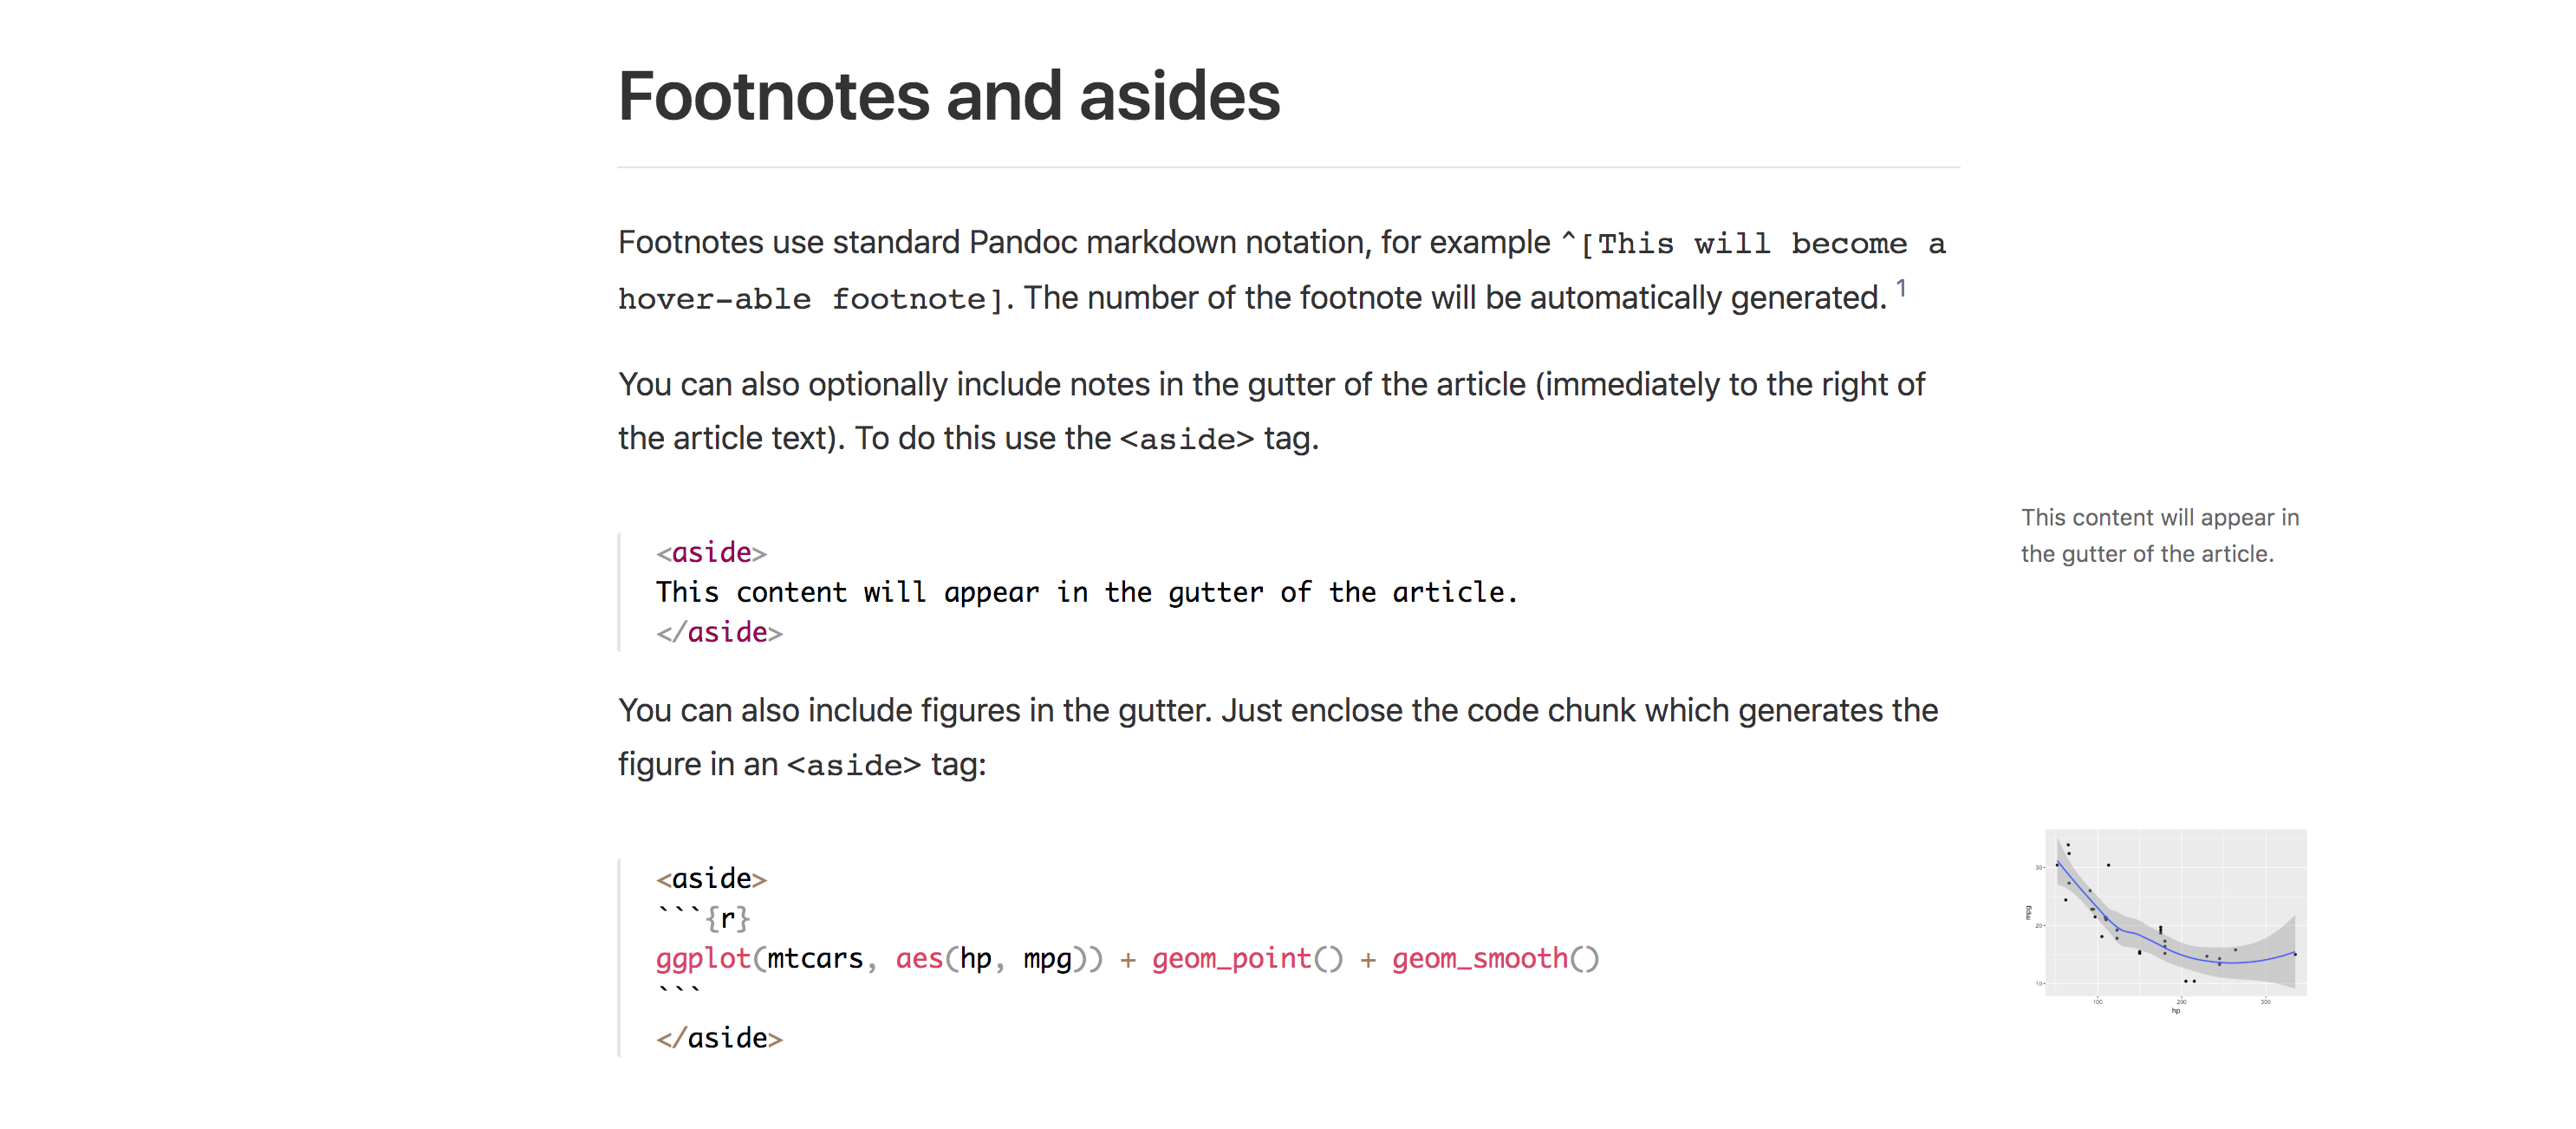 Footnotes and asides
Footnotes use standard Pandoc markdown notation, for example ^[This will become a
hover-able footnote]. The number of the footnote will be automatically generated. 1
You can also optionally include notes in the gutter of the article (immediately to the right of
the article text). To do this use the <aside> tag.
This content will appear in
the gutter of the article.
<aside>
This content will appear in the gutter of the article.
</aside>
You can also include figures in the gutter. Just enclose the code chunk which generates the
figure in an <aside> tag:
<aside>
```{r}
ggplot(mtcars, aes(hp, mpg)) + geom_point() + geom_smooth()
```
</aside>
30
20
10
mpg
100 200 300
hp